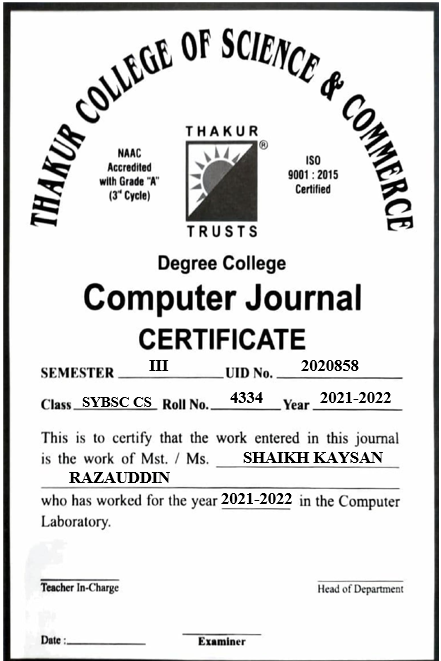 THAKUR COLLEGE OF SCIENCE & COMMERCE
THAKUR
®
TRUSTS
NAAC
Accredited
with Grade "A"
(3rd Cycle)
ISO
9001 : 2015
Certified
Degree College
Computer Journal
CERTIFICATE
SEMESTER III UID No. 2020858
Class SYBSC CS Roll No. 4334 Year 2021-2022
This is to certify that the work entered in this journal
is the work of Mst. / Ms. SHAIKH KAYSAN
RAZAUDDIN
who has worked for the year 2021-2022 in the Computer
Laboratory.
Teacher In-Charge Head of Department
Date : Examiner